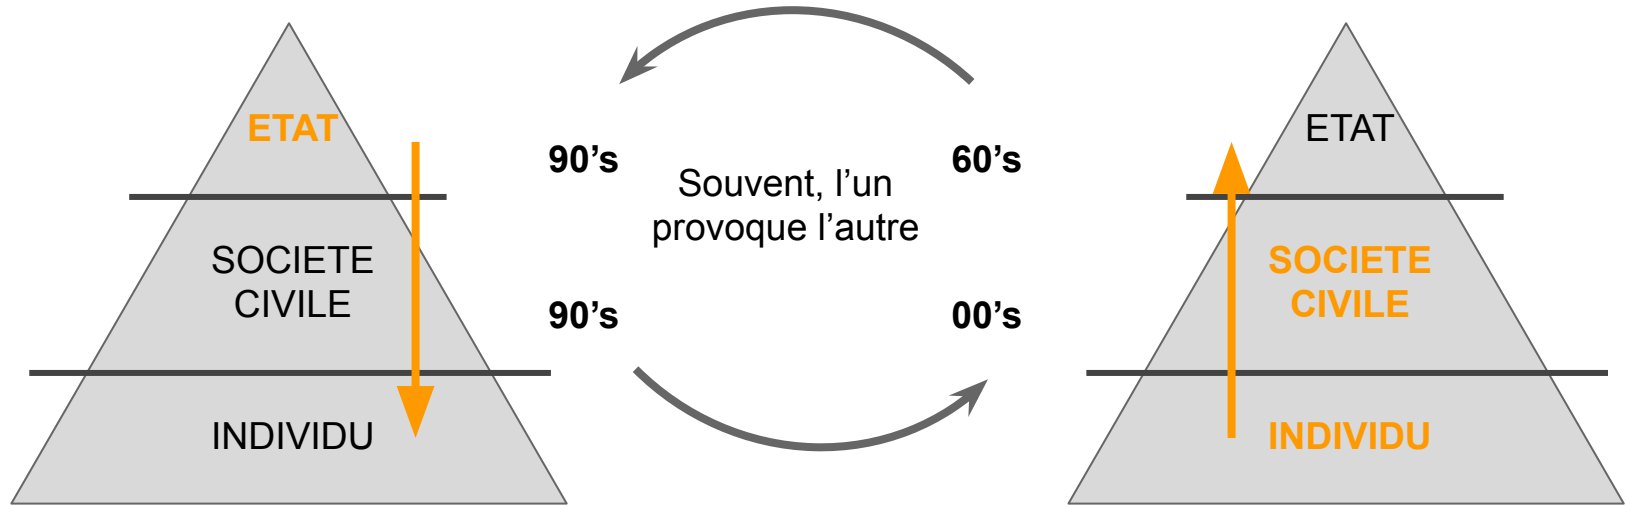 ETAT
SOCIETE
CIVILE
INDIVIDU
90’s
60’s
Souvent, l’un
provoque l’autre
90’s
00’s
ETAT
SOCIETE
CIVILE
INDIVIDU